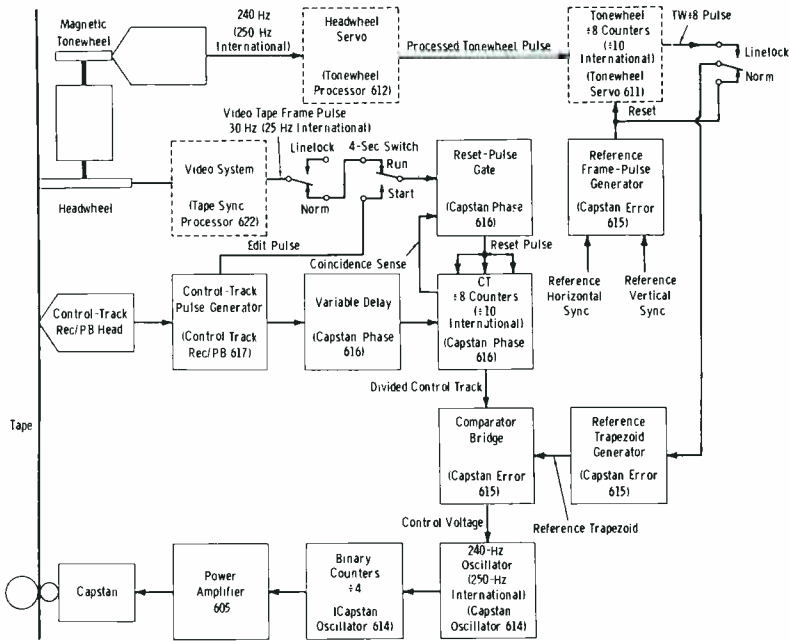 Magnetic
Tonewheel
240 Hz
(250 Hz
International)
Headwheel
Servo
(Tonewheel
Processor 612)
Processed Tonewheel Pulse
Tonewheel
÷8 Counters
(÷10
International)
(Tonewheel
Servo 611)
TW÷8 Pulse
Linelock
Norm
Reset
Video Tape Frame Pulse
30 Hz (25 Hz International)
Linelock
Norm
4-Sec Switch
Run
Start
Headwheel
Video System
(Tape Sync
Processor 622)
Reset-Pulse
Gate
(Capstan Phase
616)
Reference
Frame-Pulse
Generator
(Capstan Error
615)
Edit Pulse
Coincidence Sense
Reset Pulse
Reference
Horizontal
Sync
Reference
Vertical
Sync
Control-Track
Rec/PB Head
Control-Track
Pulse Generator
(Control Track
Rec/PB 617)
Variable Delay
(Capstan Phase
616)
CT
÷8 Counters
(÷10
International)
(Capstan Phase
616)
Divided Control Track
Tape
Comparator
Bridge
(Capstan Error
615)
Reference
Trapezoid
Generator
(Capstan Error
615)
Control Voltage
Reference Trapezoid
Capstan
Power
Amplifier
605
Binary
Counters
÷4
(Capstan
Oscillator 614)
240-Hz
Oscillator
(250-Hz
International)
(Capstan
Oscillator 614)